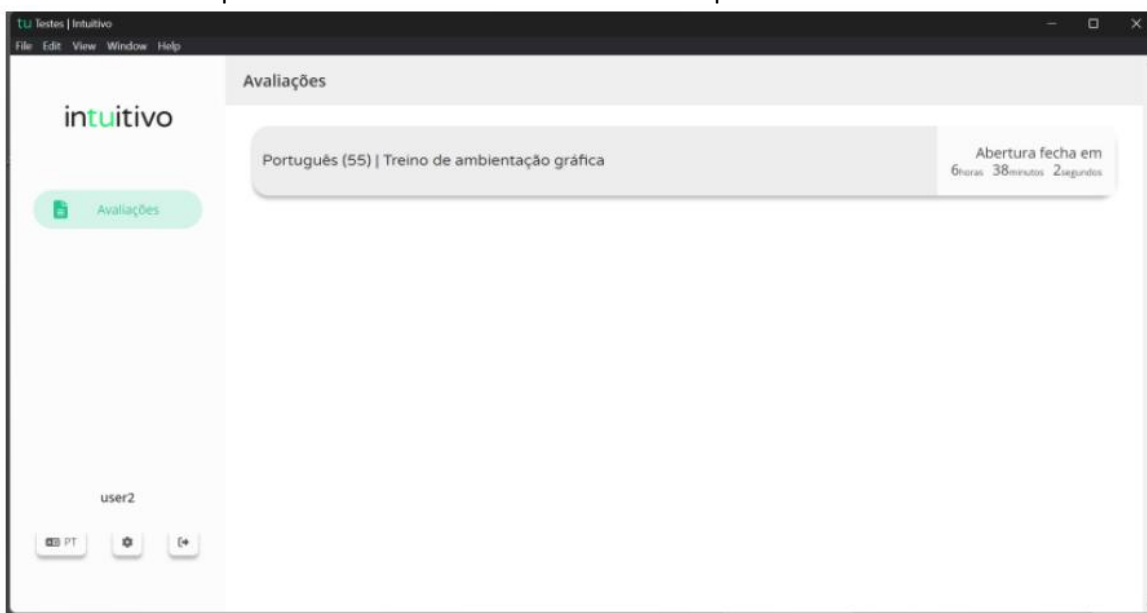 tu Testes | Intuitivo
File Edit View Window Help
intuitivo
Avaliações
Avaliações
Português (55) | Treino de ambientação gráfica
Abertura fecha em
6horas 38minutos 2segundos
user2
PT